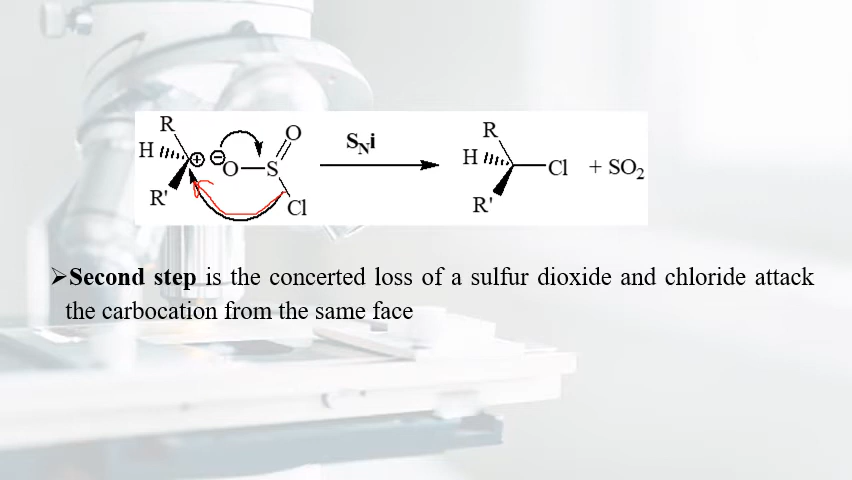 R
O
H
⊕
⊖
O
S
R'
Cl
SNi
R
H
Cl
+ SO2
R'
➢Second step is the concerted loss of a sulfur dioxide and chloride attack
the carbocation from the same face